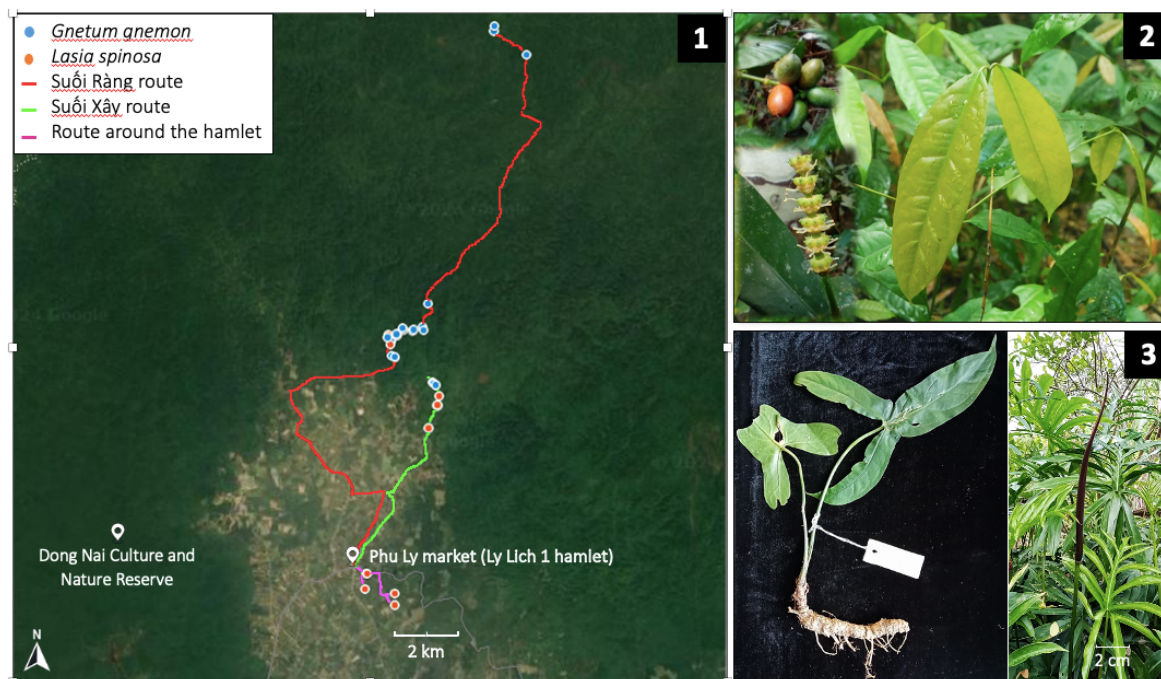 Gnetum gnemon
Lasia spinosa
Suối Ràng route
Suối Xây route
Route around the hamlet
1
2
3
Dong Nai Culture and
Nature Reserve
Phu Ly market (Ly Lich 1 hamlet)
N
2 km
2 cm